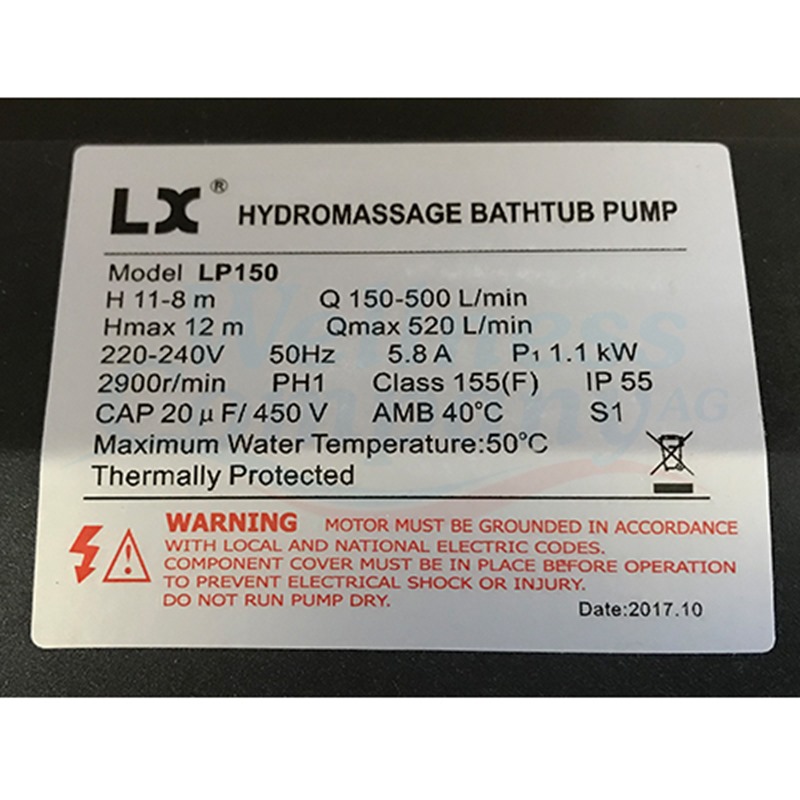 LX® HYDROMASSAGE BATHTUB PUMP
Model LP150
H 11-8 m Q 150-500 L/min
Hmax 12 m Qmax 520 L/min
220-240V 50Hz 5.8 A P₁ 1.1 kW
2900r/min PH1 Class 155(F) IP 55
CAP 20 μF/ 450 V AMB 40°C S1
Maximum Water Temperature:50°C
Thermally Protected
WARNING MOTOR MUST BE GROUNDED IN ACCORDANCE
WITH LOCAL AND NATIONAL ELECTRIC CODES.
COMPONENT COVER MUST BE IN PLACE BEFORE OPERATION
TO PREVENT ELECTRICAL SHOCK OR INJURY.
DO NOT RUN PUMP DRY.
Date:2017.10
Wellness
Company AG